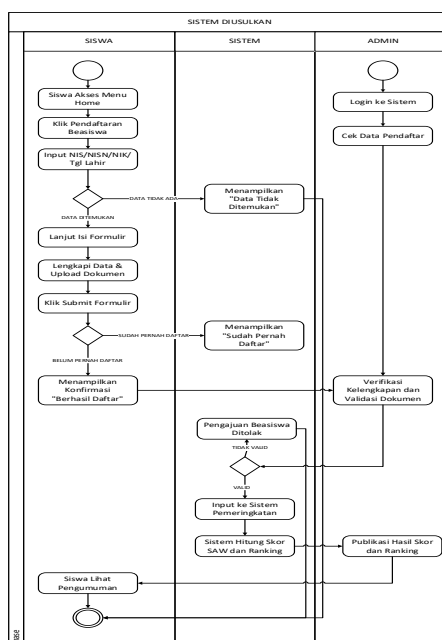 SISTEM DIUSULKAN
SISWA
SISTEM
ADMIN
Siswa Akses Menu
Home
Login ke Sistem
Klik Pendaftaran
Beasiswa
Cek Data Pendaftar
Input NIS/NISN/NIK/
Tgl Lahir
DATA TIDAK ADA
Menampilkan
"Data Tidak
Ditemukan"
DATA DITEMUKAN
Lanjut Isi Formulir
Lengkapi Data &
Upload Dokumen
Klik Submit Formulir
SUDAH PERNAH DAFTAR
Menampilkan
"Sudah Pernah
Daftar"
BELUM PERNAH DAFTAR
Menampilkan
Konfirmasi
"Berhasil Daftar"
Verifikasi
Kelengkapan dan
Validasi Dokumen
Pengajuan Beasiswa
Ditolak
TIDAK VALID
VALID
Input ke Sistem
Pemeringkatan
Sistem Hitung Skor
SAW dan Ranking
Publikasi Hasil Skor
dan Ranking
Siswa Lihat
Pengumuman